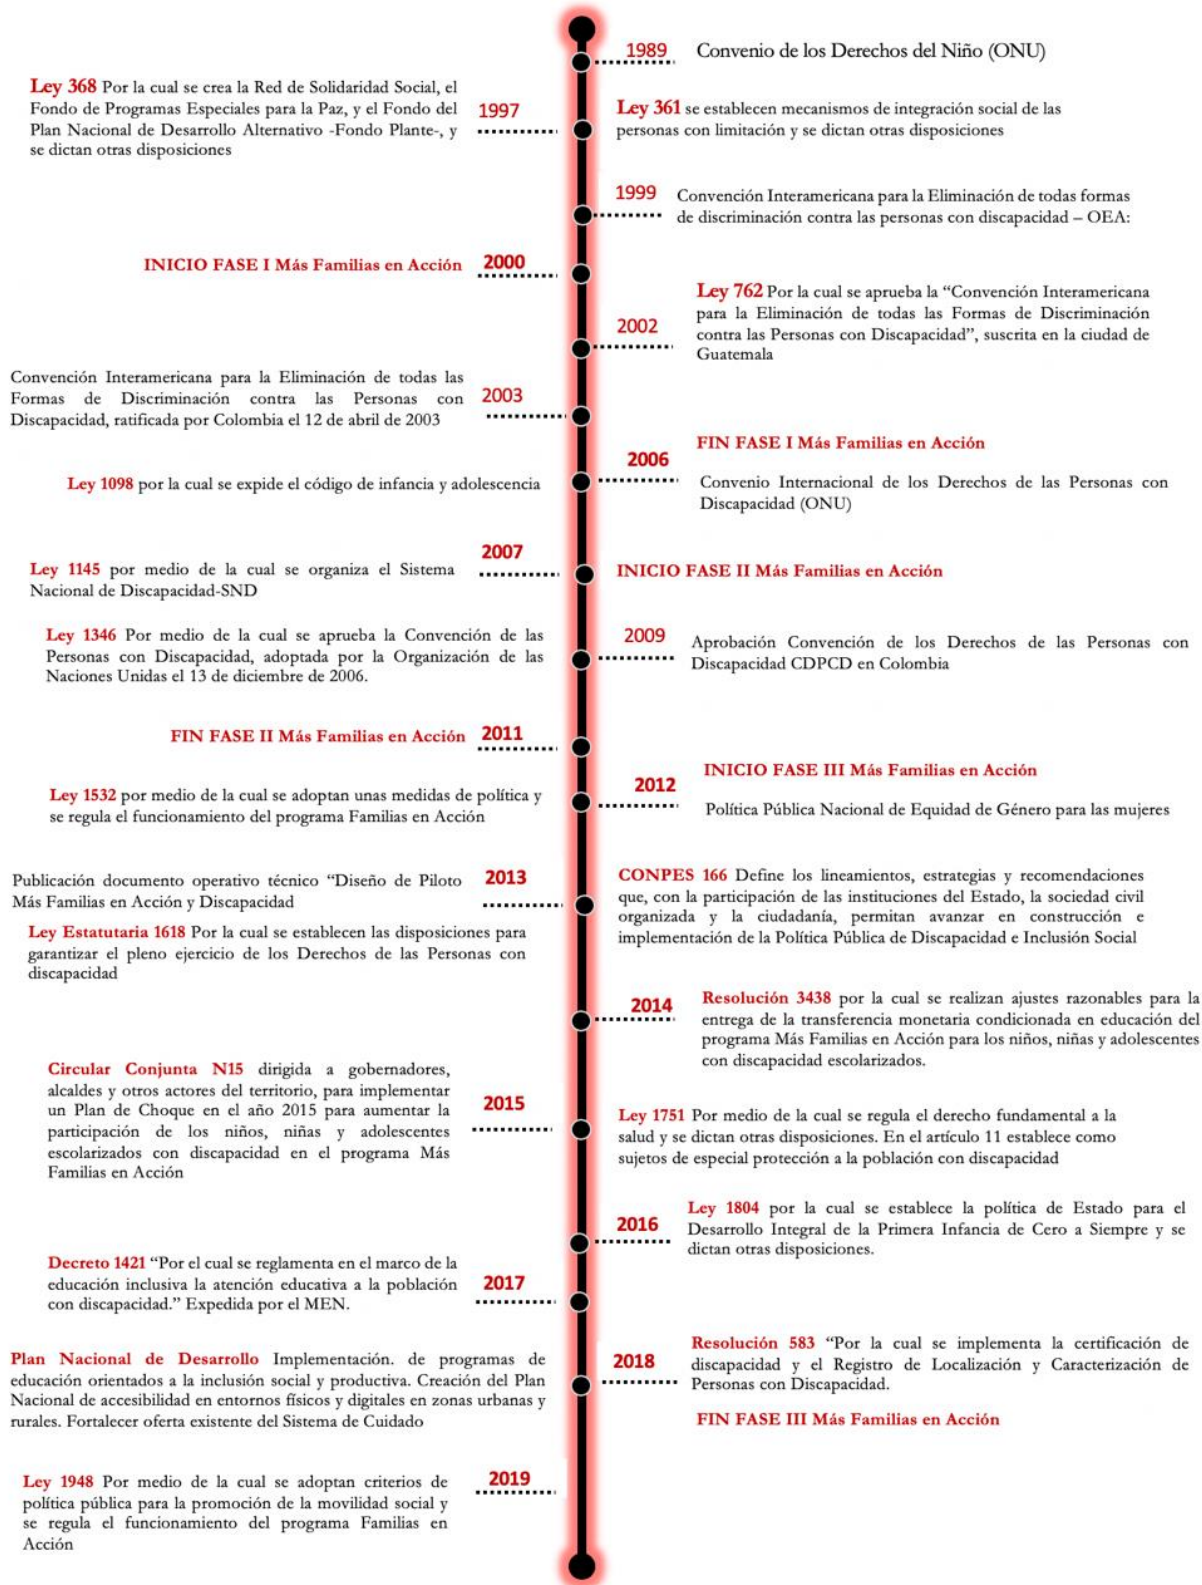 1989
Convenio de los Derechos del Niño (ONU)
Ley 368 Por la cual se crea la Red de Solidaridad Social, el
Fondo de Programas Especiales para la Paz, y el Fondo del
Plan Nacional de Desarrollo Alternativo -Fondo Plante-, y
se dictan otras disposiciones
1997
Ley 361 se establecen mecanismos de integración social de las
personas con limitación y se dictan otras disposiciones
1999
Convención Interamericana para la Eliminación de todas formas
de discriminación contra las personas con discapacidad – OEA:
INICIO FASE I Más Familias en Acción
2000
2002
Ley 762 Por la cual se aprueba la “Convención Interamericana
para la Eliminación de todas las Formas de Discriminación
contra las Personas con Discapacidad”, suscrita en la ciudad de
Guatemala
Convención Interamericana para la Eliminación de todas las
Formas de Discriminación contra las Personas con
Discapacidad, ratificada por Colombia el 12 de abril de 2003
2003
FIN FASE I Más Familias en Acción
2006
Ley 1098 por la cual se expide el código de infancia y adolescencia
Convenio Internacional de los Derechos de las Personas con
Discapacidad (ONU)
2007
Ley 1145 por medio de la cual se organiza el Sistema
Nacional de Discapacidad-SND
INICIO FASE II Más Familias en Acción
Ley 1346 Por medio de la cual se aprueba la Convención de las
Personas con Discapacidad, adoptada por la Organización de las
Naciones Unidas el 13 de diciembre de 2006.
2009
Aprobación Convención de los Derechos de las Personas con
Discapacidad CDPCD en Colombia
FIN FASE II Más Familias en Acción
2011
INICIO FASE III Más Familias en Acción
2012
Ley 1532 por medio de la cual se adoptan unas medidas de política y
se regula el funcionamiento del programa Familias en Acción
Política Pública Nacional de Equidad de Género para las mujeres
Publicación documento operativo técnico “Diseño de Piloto
Más Familias en Acción y Discapacidad
2013
Ley Estatutaria 1618 Por la cual se establecen las disposiciones para
garantizar el pleno ejercicio de los Derechos de las Personas con
discapacidad
CONPES 166 Define los lineamientos, estrategias y recomendaciones
que, con la participación de las instituciones del Estado, la sociedad civil
organizada y la ciudadanía, permitan avanzar en construcción e
implementación de la Política Pública de Discapacidad e Inclusión Social
2014
Resolución 3438 por la cual se realizan ajustes razonables para la
entrega de la transferencia monetaria condicionada en educación del
programa Más Familias en Acción para los niños, niñas y adolescentes
con discapacidad escolarizados.
Circular Conjunta N15 dirigida a gobernadores,
alcaldes y otros actores del territorio, para implementar
un Plan de Choque en el año 2015 para aumentar la
participación de los niños, niñas y adolescentes
escolarizados con discapacidad en el programa Más
Familias en Acción
2015
Ley 1751 Por medio de la cual se regula el derecho fundamental a la
salud y se dictan otras disposiciones. En el artículo 11 establece como
sujetos de especial protección a la población con discapacidad
2016
Ley 1804 por la cual se establece la política de Estado para el
Desarrollo Integral de la Primera Infancia de Cero a Siempre y se
dictan otras disposiciones.
Decreto 1421 “Por el cual se reglamenta en el marco de la
educación inclusiva la atención educativa a la población
con discapacidad.” Expedida por el MEN.
2017
Plan Nacional de Desarrollo Implementación. de programas de
educación orientados a la inclusión social y productiva. Creación del Plan
Nacional de accesibilidad en entornos físicos y digitales en zonas urbanas y
rurales. Fortalecer oferta existente del Sistema de Cuidado
2018
Resolución 583 “Por la cual se implementa la certificación de
discapacidad y el Registro de Localización y Caracterización de
Personas con Discapacidad.
FIN FASE III Más Familias en Acción
Ley 1948 Por medio de la cual se adoptan criterios de
política pública para la promoción de la movilidad social y
se regula el funcionamiento del programa Familias en
Acción
2019